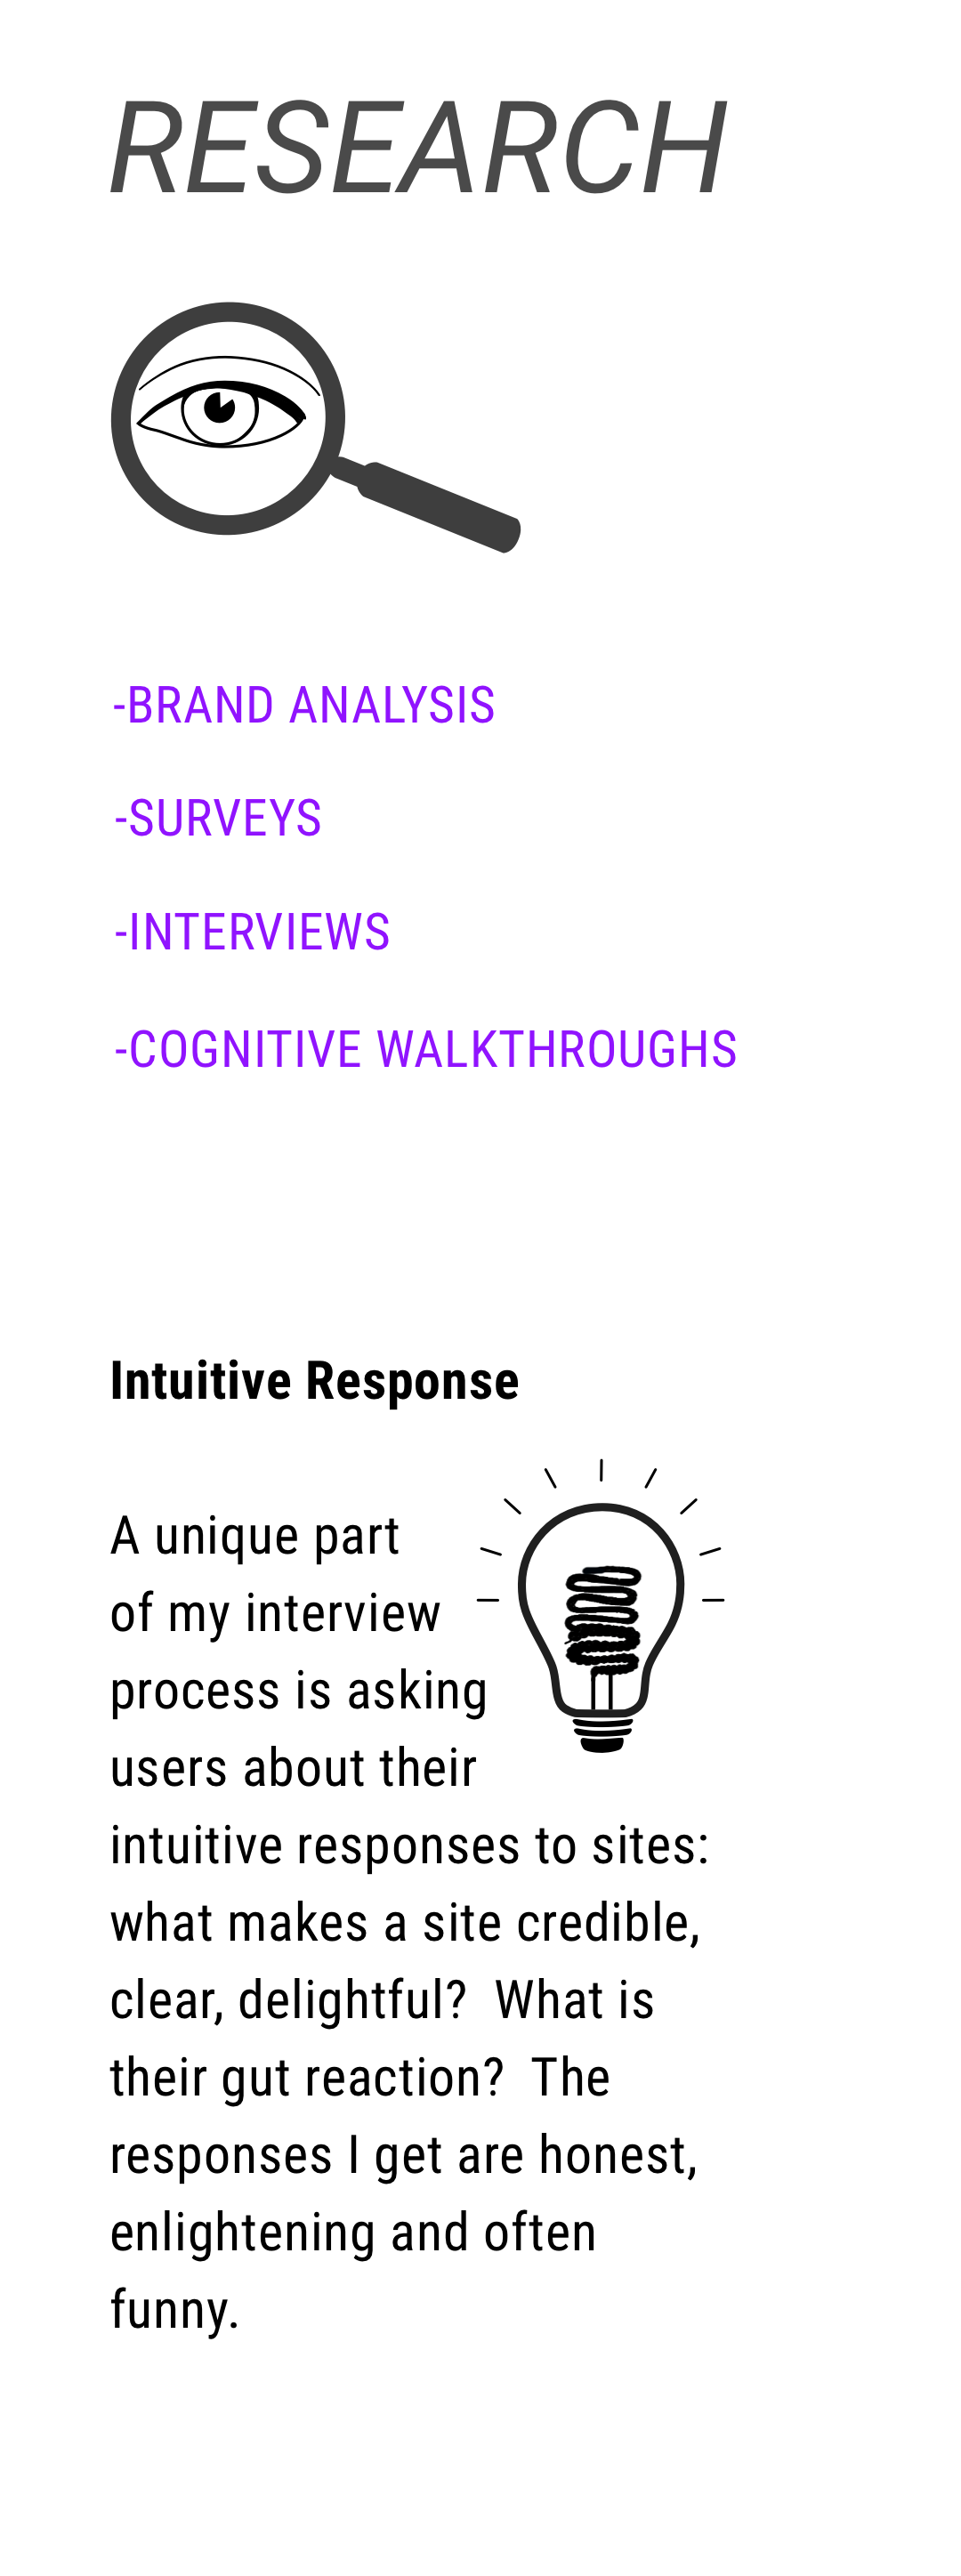 RESEARCH
-BRAND ANALYSIS
-SURVEYS
-INTERVIEWS
-COGNITIVE WALKTHROUGHS
Intuitive Response
A unique part
of my interview
process is asking
users about their
intuitive responses to sites:
what makes a site credible,
clear, delightful?  What is
their gut reaction?  The
responses I get are honest,
enlightening and often
funny.